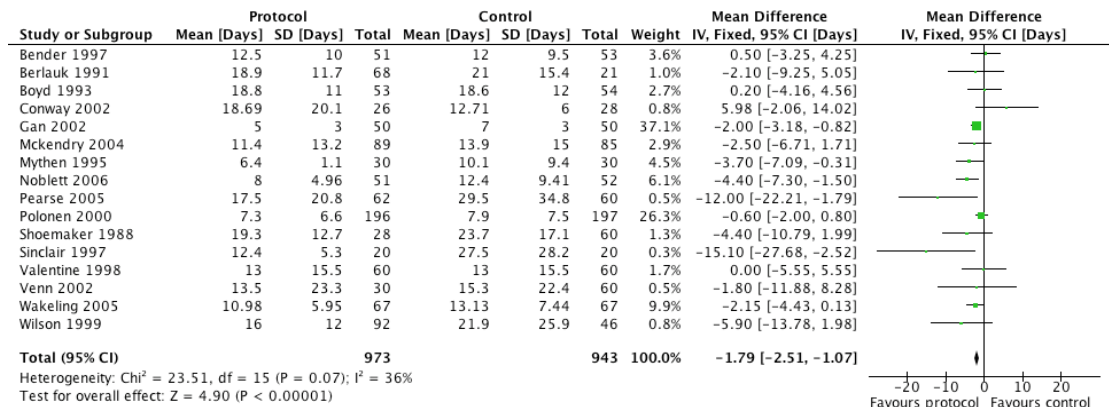 Protocol Control Mean Difference Mean Difference
Study or Subgroup Mean [Days] SD [Days] Total Mean [Days] SD [Days] Total Weight IV, Fixed, 95% CI [Days] IV, Fixed, 95% CI [Days]
Bender 1997 12.5 10 51 12 9.5 53 3.6% 0.50 [-3.25, 4.25]
Berlauk 1991 18.9 11.7 68 21 15.4 21 1.0% -2.10 [-9.25, 5.05]
Boyd 1993 18.8 11 53 18.6 12 54 2.7% 0.20 [-4.16, 4.56]
Conway 2002 18.69 20.1 26 12.71 6 28 0.8% 5.98 [-2.06, 14.02]
Gan 2002 5 3 50 7 3 50 37.1% -2.00 [-3.18, -0.82]
Mckendry 2004 11.4 13.2 89 13.9 15 85 2.9% -2.50 [-6.71, 1.71]
Mythen 1995 6.4 1.1 30 10.1 9.4 30 4.5% -3.70 [-7.09, -0.31]
Noblett 2006 8 4.96 51 12.4 9.41 52 6.1% -4.40 [-7.30, -1.50]
Pearse 2005 17.5 20.8 62 29.5 34.8 60 0.5% -12.00 [-22.21, -1.79]
Polonen 2000 7.3 6.6 196 7.9 7.5 197 26.3% -0.60 [-2.00, 0.80]
Shoemaker 1988 19.3 12.7 28 23.7 17.1 60 1.3% -4.40 [-10.79, 1.99]
Sinclair 1997 12.4 5.3 20 27.5 28.2 20 0.3% -15.10 [-27.68, -2.52]
Valentine 1998 13 15.5 60 13 15.5 60 1.7% 0.00 [-5.55, 5.55]
Venn 2002 13.5 23.3 30 15.3 22.4 60 0.5% -1.80 [-11.88, 8.28]
Wakeling 2005 10.98 5.95 67 13.13 7.44 67 9.9% -2.15 [-4.43, 0.13]
Wilson 1999 16 12 92 21.9 25.9 46 0.8% -5.90 [-13.78, 1.98]
Total (95% CI) 973 943 100.0% -1.79 [-2.51, -1.07]
Heterogeneity: Chi² = 23.51, df = 15 (P = 0.07); I² = 36%
Test for overall effect: Z = 4.90 (P < 0.00001)
-20 -10 0 10 20
Favours protocol Favours control